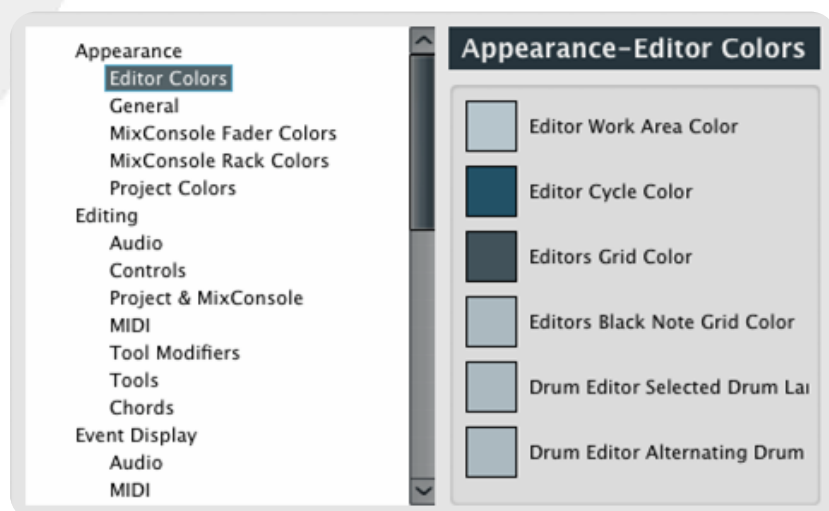 Appearance
Editor Colors
General
MixConsole Fader Colors
MixConsole Rack Colors
Project Colors
Editing
Audio
Controls
Project & MixConsole
MIDI
Tool Modifiers
Tools
Chords
Event Display
Audio
MIDI
Appearance-Editor Colors
Editor Work Area Color
Editor Cycle Color
Editors Grid Color
Editors Black Note Grid Color
Drum Editor Selected Drum La
Drum Editor Alternating Drum